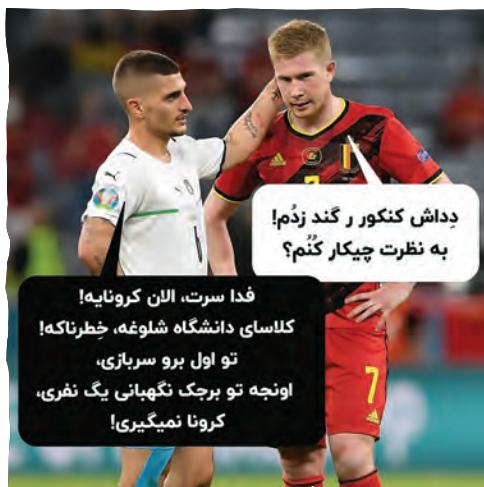 دِداش کنکور ر گند زدُم!
به نظرت چیکار کُنُم؟
فدا سرت، الان کرونایه!
کلاسای دانشگاه شلوغه، خِطرناکه!
تو اول برو سربازی،
اونجه تو برجک نگهبانی یگ نفری،
کرونا نمیگیری!
7